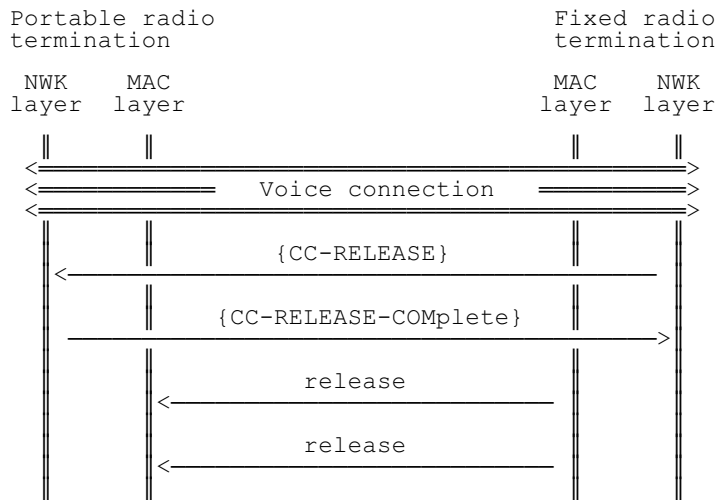 Portable radio Fixed radio
termination termination
NWK MAC MAC NWK
layer layer layer layer
Voice connection
{CC-RELEASE}
{CC-RELEASE-COMplete}
release
release